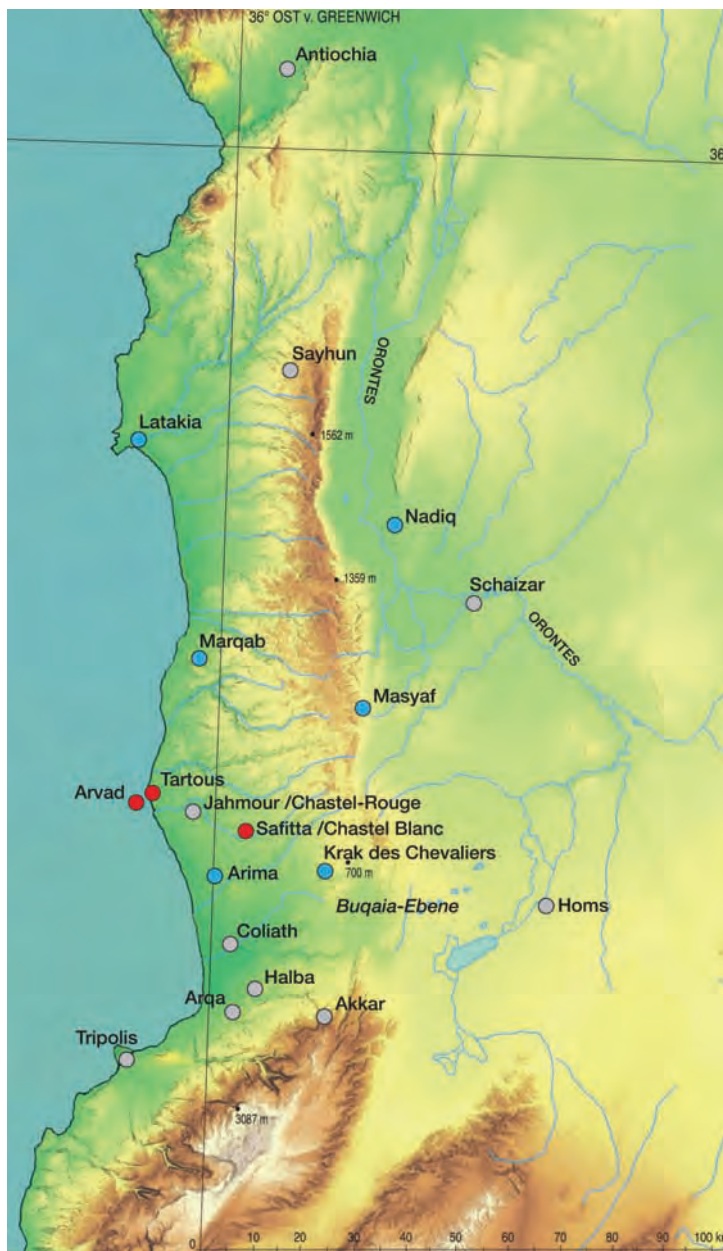 36° OST v. GREENWICH
Antiochia
36
Sayhun
ORONTES
Latakia
1562 m
Nadiq
1359 m
Schaizar
ORONTES
Marqab
Masyaf
Tartous
Arvad
Jahmour /Chastel-Rouge
Safitta /Chastel Blanc
Krak des Chevaliers
700 m
Arima
Buqaia-Ebene
Homs
Coliath
Halba
Arqa
Akkar
Tripolis
3087 m
0 10 20 30 40 50 60 70 80 90 100 km